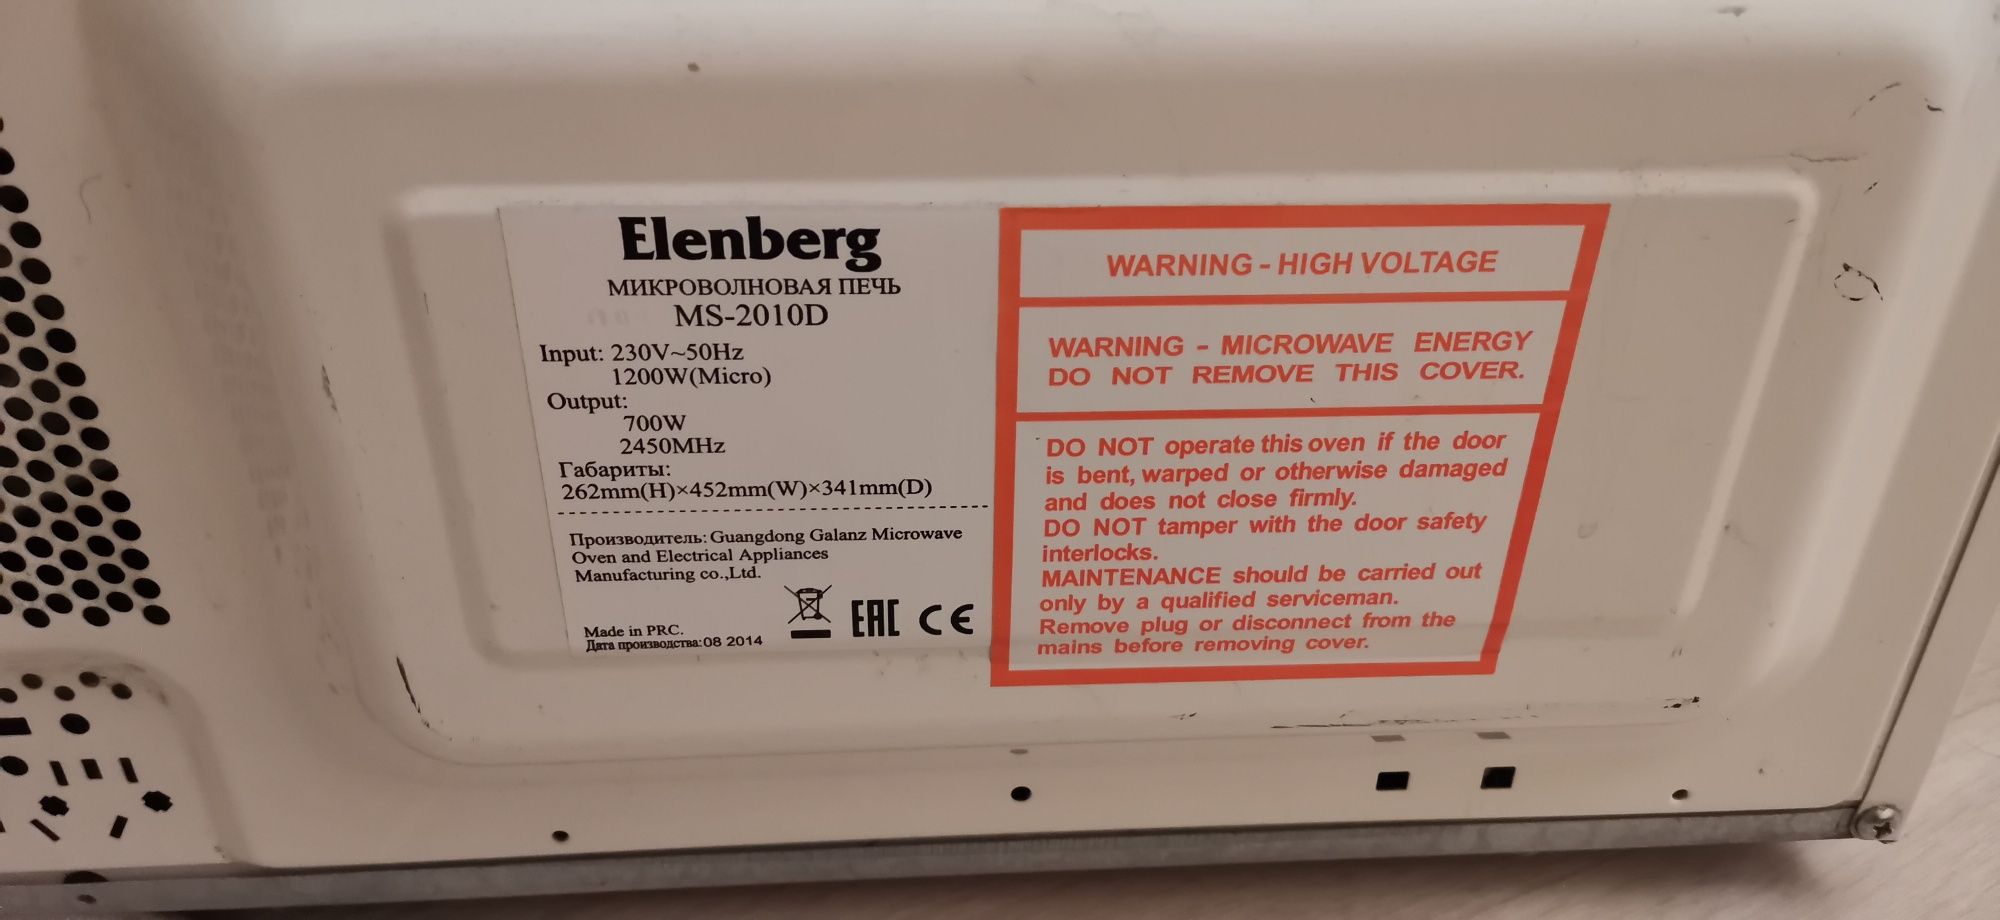 Elenberg
МИКРОВОЛНОВАЯ ПЕЧЬ
MS-2010D
Input: 230V~50Hz
1200W(Micro)
Output:
700W
2450MHz
Габариты:
262mm(H)×452mm(W)×341mm(D)
Производитель: Guangdong Galanz Microwave
Oven and Electrical Appliances
Manufacturing co.,Ltd.
EAC CE
Made in PRC.
Дата производства: 08 2014
WARNING - HIGH VOLTAGE
WARNING - MICROWAVE ENERGY
DO NOT REMOVE THIS COVER.
DO NOT operate this oven if the door
is bent, warped or otherwise damaged
and does not close firmly.
DO NOT tamper with the door safety
interlocks.
MAINTENANCE should be carried out
only by a qualified serviceman.
Remove plug or disconnect from the
mains before removing cover.